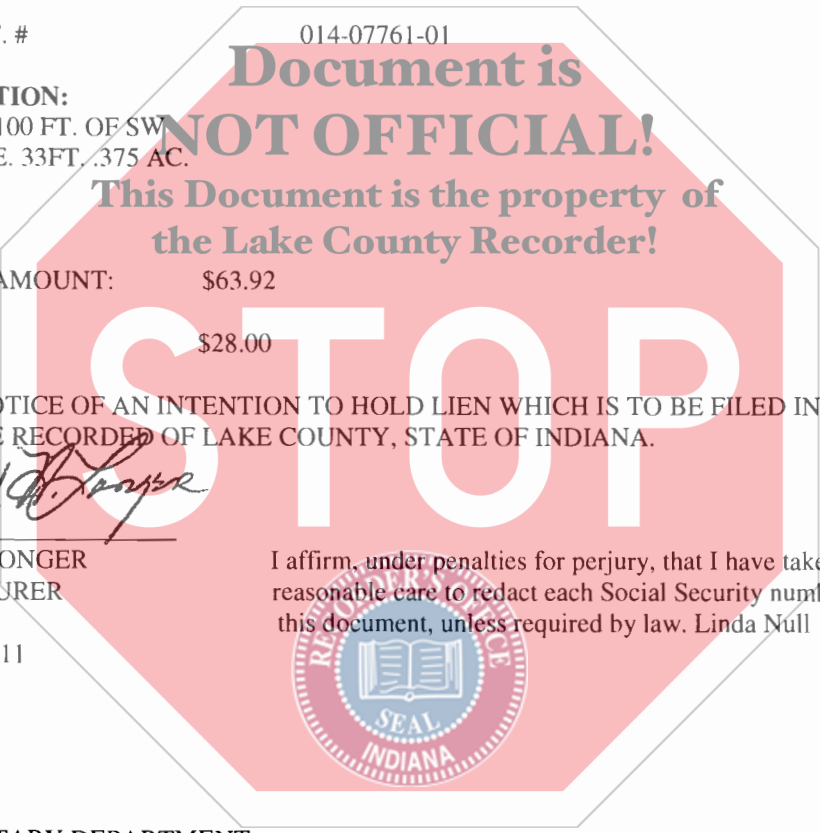 . # 014-07761-01
Document is
TION:
100 FT. OF SW
NOT OFFICIAL!
E. 33FT. .375 AC.
This Document is the property of
the Lake County Recorder!
AMOUNT: $63.92
$28.00
STOP
OTICE OF AN INTENTION TO HOLD LIEN WHICH IS TO BE FILED IN
E RECORDED OF LAKE COUNTY, STATE OF INDIANA.
ONGER
I affirm, under penalties for perjury, that I have take
URER
reasonable care to redact each Social Security num
this document, unless required by law. Linda Null
11
RECORDER'S OFFICE
SEAL
INDIANA
TARY DEPARTMENT